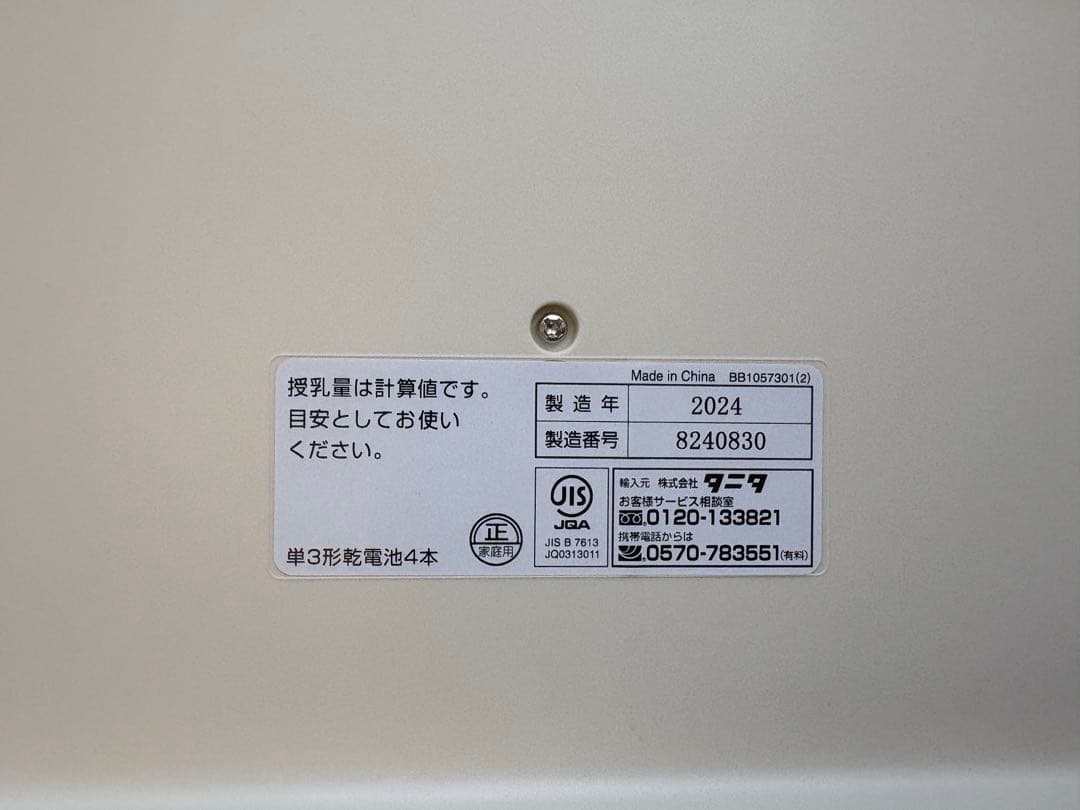 授乳量は計算値です。
目安としてお使い
ください。
単3形乾電池4本
正
家庭用
Made in China BB1057301(2)
製造年 2024
製造番号 8240830
JIS
JQA
JIS B 7613
JQ0313011
輸入元 株式会社 タニタ
お客様サービス相談室
0120-133821
携帯電話からは
0570-783551(有料)